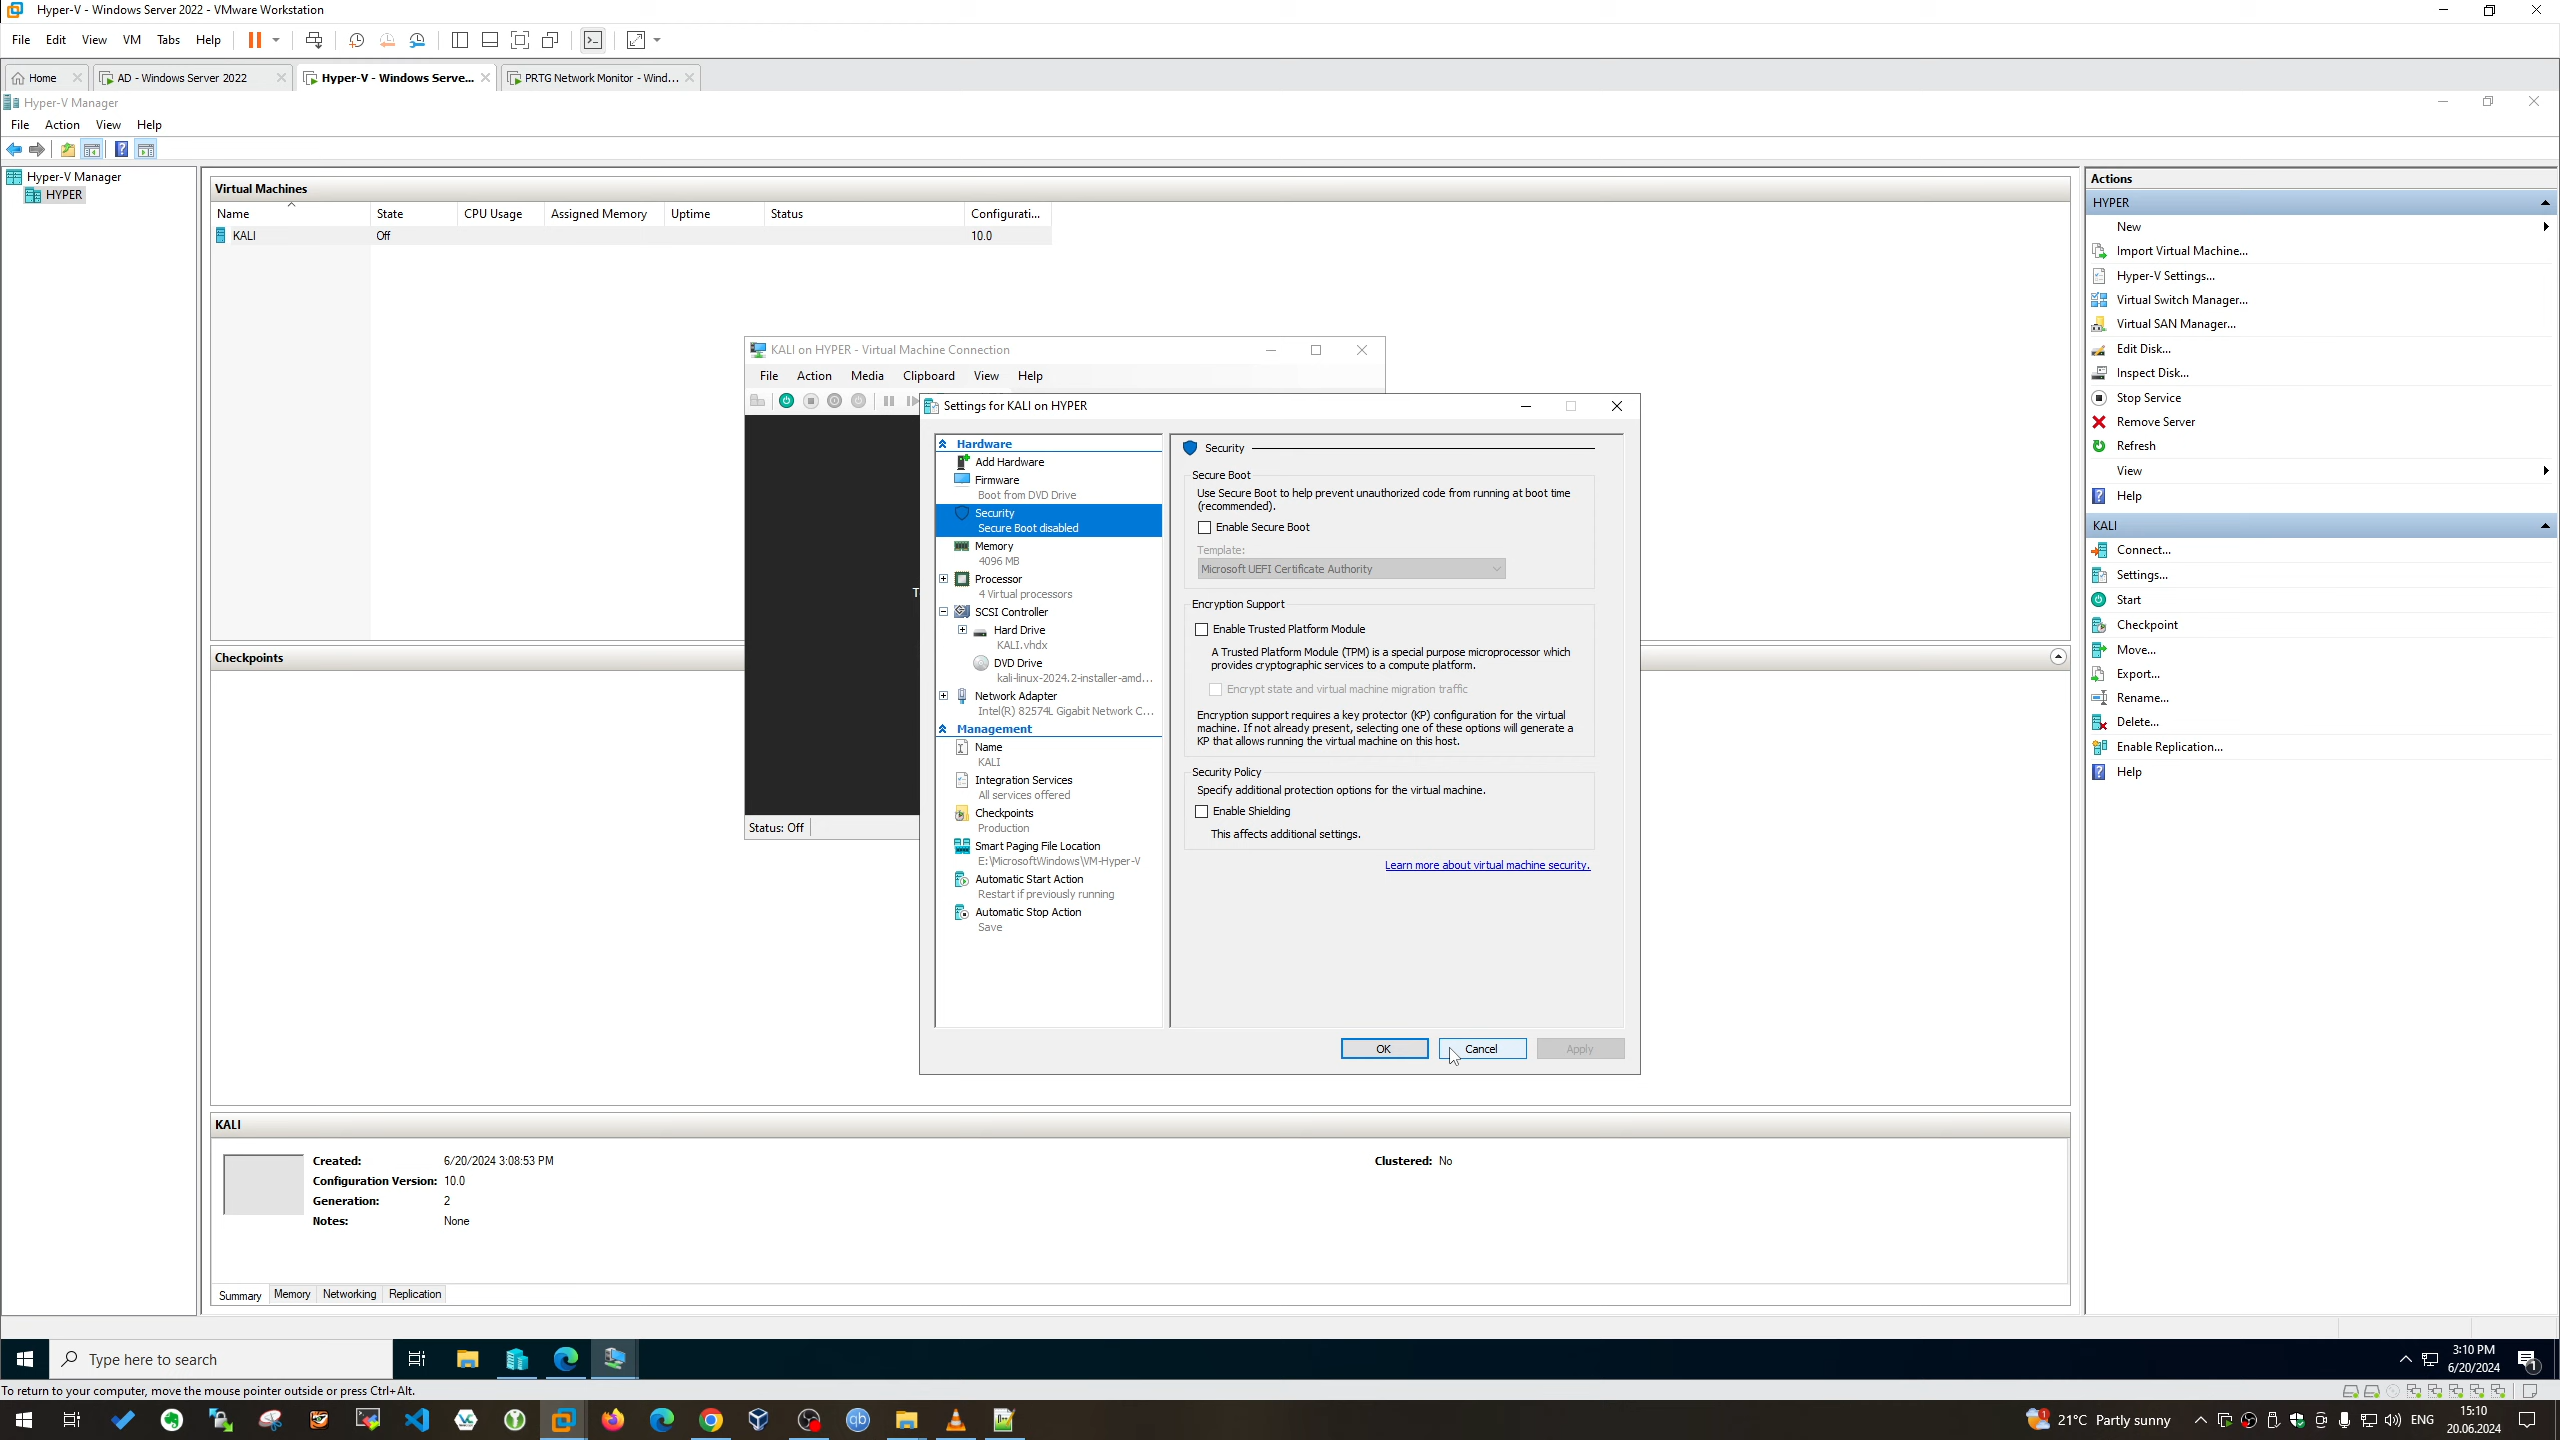 Hyper-V - Windows Server 2022 - VMware Workstation
File Edit View VM Tabs Help
Home AD - Windows Server 2022 Hyper-V - Windows Serve... PRTG Network Monitor - Wind...
Hyper-V Manager
File Action View Help
Hyper-V Manager
HYPER
Virtual Machines
Name State CPU Usage Assigned Memory Uptime Status Configurati...
KALI Off 10.0
Checkpoints
KALI on HYPER - Virtual Machine Connection
File Action Media Clipboard View Help
T
Status: Off
Settings for KALI on HYPER
Hardware
Add Hardware
Firmware
Boot from DVD Drive
Security
Secure Boot disabled
Memory
4096 MB
Processor
4 Virtual processors
SCSI Controller
Hard Drive
KALI.vhdx
DVD Drive
kali-linux-2024.2-installer-amd...
Network Adapter
Intel(R) 82574L Gigabit Network C...
Management
Name
KALI
Integration Services
All services offered
Checkpoints
Production
Smart Paging File Location
E:\MicrosoftWindows\VM-Hyper-V
Automatic Start Action
Restart if previously running
Automatic Stop Action
Save
Security
Secure Boot
Use Secure Boot to help prevent unauthorized code from running at boot time
(recommended).
Enable Secure Boot
Template:
Microsoft UEFI Certificate Authority
Encryption Support
Enable Trusted Platform Module
A Trusted Platform Module (TPM) is a special purpose microprocessor which
provides cryptographic services to a compute platform.
Encrypt state and virtual machine migration traffic
Encryption support requires a key protector (KP) configuration for the virtual
machine. If not already present, selecting one of these options will generate a
KP that allows running the virtual machine on this host.
Security Policy
Specify additional protection options for the virtual machine.
Enable Shielding
This affects additional settings.
Learn more about virtual machine security.
OK Cancel Apply
KALI
Created: 6/20/2024 3:08:53 PM Clustered: No
Configuration Version: 10.0
Generation: 2
Notes: None
Summary Memory Networking Replication
Actions
HYPER
New
Import Virtual Machine...
Hyper-V Settings...
Virtual Switch Manager...
Virtual SAN Manager...
Edit Disk...
Inspect Disk...
Stop Service
Remove Server
Refresh
View
Help
KALI
Connect...
Settings...
Start
Checkpoint
Move...
Export...
Rename...
Delete...
Enable Replication...
Help
Type here to search
3:10 PM
6/20/2024
1
To return to your computer, move the mouse pointer outside or press Ctrl+Alt.
21°C Partly sunny ENG
15:10
20.06.2024